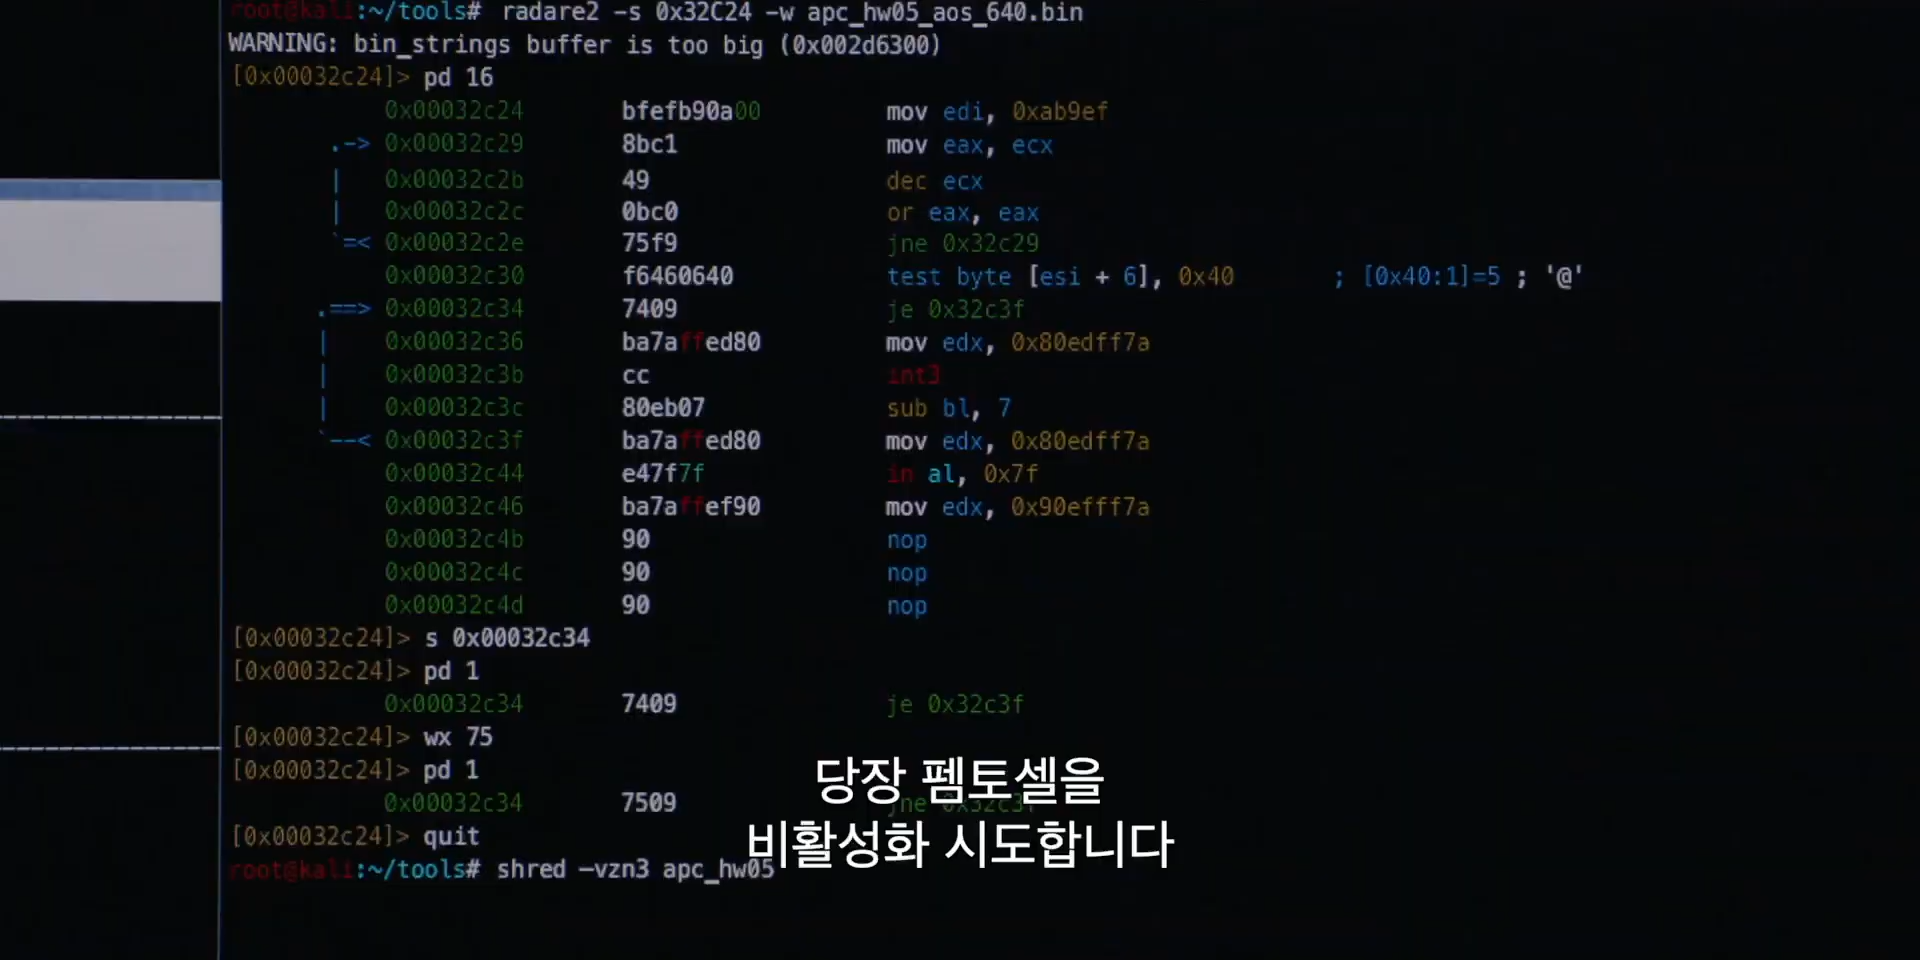 root@kali:~/tools# radare2 -s 0x32C24 -w apc_hw05_aos_640.bin
WARNING: bin_strings buffer is too big (0x002d6300)
[0x00032c24]> pd 16
0x00032c24 bfefb90a00 mov edi, 0xab9ef
.-> 0x00032c29 8bc1 mov eax, ecx
| 0x00032c2b 49 dec ecx
| 0x00032c2c 0bc0 or eax, eax
`=< 0x00032c2e 75f9 jne 0x32c29
0x00032c30 f6460640 test byte [esi + 6], 0x40 ; [0x40:1]=5 ; '@'
.==> 0x00032c34 7409 je 0x32c3f
| 0x00032c36 ba7affed80 mov edx, 0x80edff7a
| 0x00032c3b cc int3
| 0x00032c3c 80eb07 sub bl, 7
`--< 0x00032c3f ba7affed80 mov edx, 0x80edff7a
0x00032c44 e47f7f in al, 0x7f
0x00032c46 ba7affef90 mov edx, 0x90efff7a
0x00032c4b 90 nop
0x00032c4c 90 nop
0x00032c4d 90 nop
[0x00032c24]> s 0x00032c34
[0x00032c24]> pd 1
0x00032c34 7409 je 0x32c3f
[0x00032c24]> wx 75
[0x00032c24]> pd 1
0x00032c34 7509 jne 0x32c3f
[0x00032c24]> quit
root@kali:~/tools# shred -vzn3 apc_hw05
당장 펨토셀을
비활성화 시도합니다